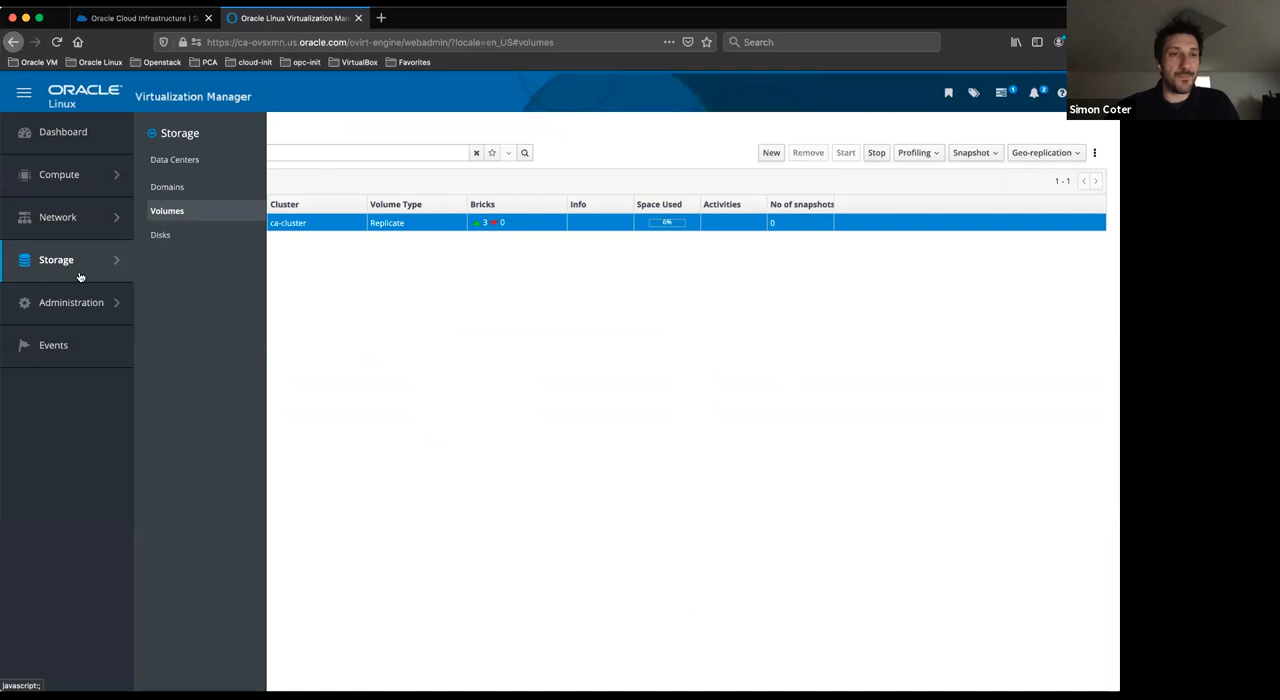 Oracle Cloud Infrastructure | S
Oracle Linux Virtualization Man
https://ca-ovsxmn.us.oracle.com/ovirt-engine/webadmin/?locale=en_US#volumes
Search
Oracle VM
Oracle Linux
Openstack
PCA
cloud-init
opc-init
VirtualBox
Favorites
ORACLE
Linux
Virtualization Manager
1
2
Simon Coter
Dashboard
Compute
Network
Storage
Administration
Events
Storage
Data Centers
Domains
Volumes
Disks
New
Remove
Start
Stop
Profiling
Snapshot
Geo-replication
1 - 1
Cluster
Volume Type
Bricks
Info
Space Used
Activities
No of snapshots
ca-cluster
Replicate
3
0
6%
0
javascript:;